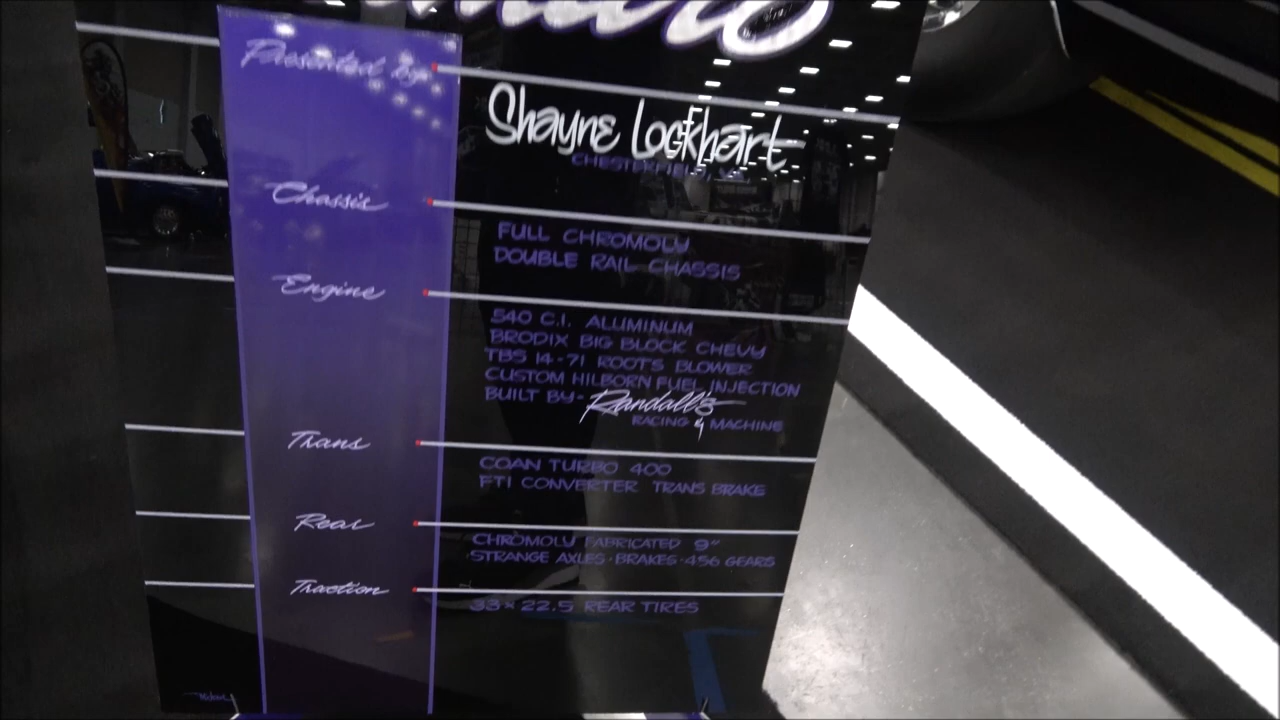 Presented by
Shayne Lockhart
CHESTERFIELD, VA
Chassis
FULL CHROMOLY
DOUBLE RAIL CHASSIS
Engine
540 C.I. ALUMINUM
BRODIX BIG BLOCK CHEVY
TBS 14-71 ROOTS BLOWER
CUSTOM HILBORN FUEL INJECTION
BUILT BY- Randall's
RACING & MACHINE
Trans
COAN TURBO 400
FTI CONVERTER TRANS BRAKE
Rear
CHROMOLY FABRICATED 9"
STRANGE AXLES·BRAKES·456 GEARS
Traction
33×22.5 REAR TIRES